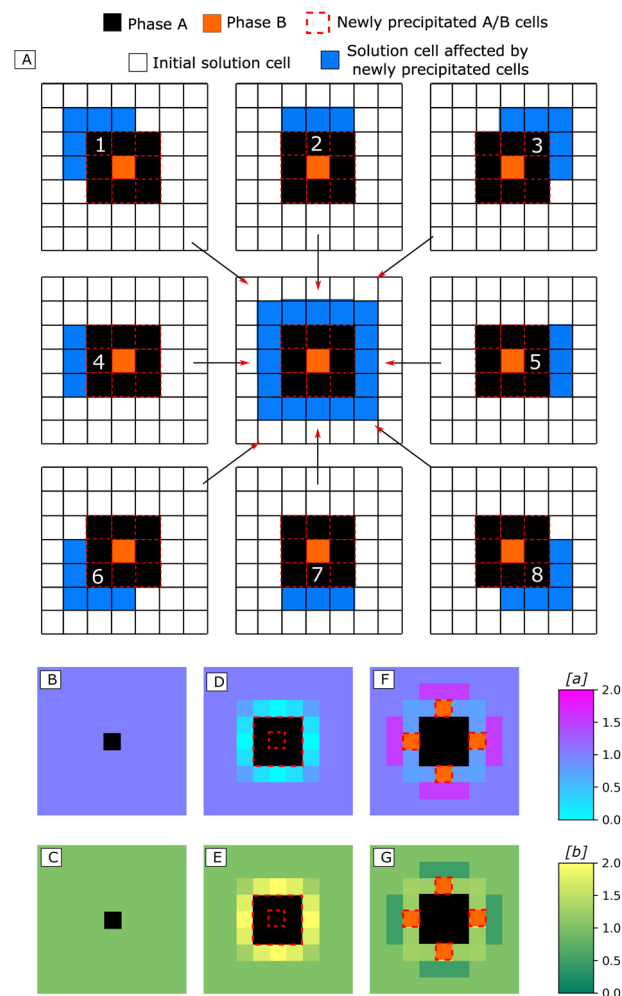 Phase A Phase B Newly precipitated A/B cells
A Initial solution cell Solution cell affected by
newly precipitated cells
1 2 3
4 5
6 7 8
B D F [a]
2.0
1.5
1.0
0.5
0.0
C E G [b]
2.0
1.5
1.0
0.5
0.0